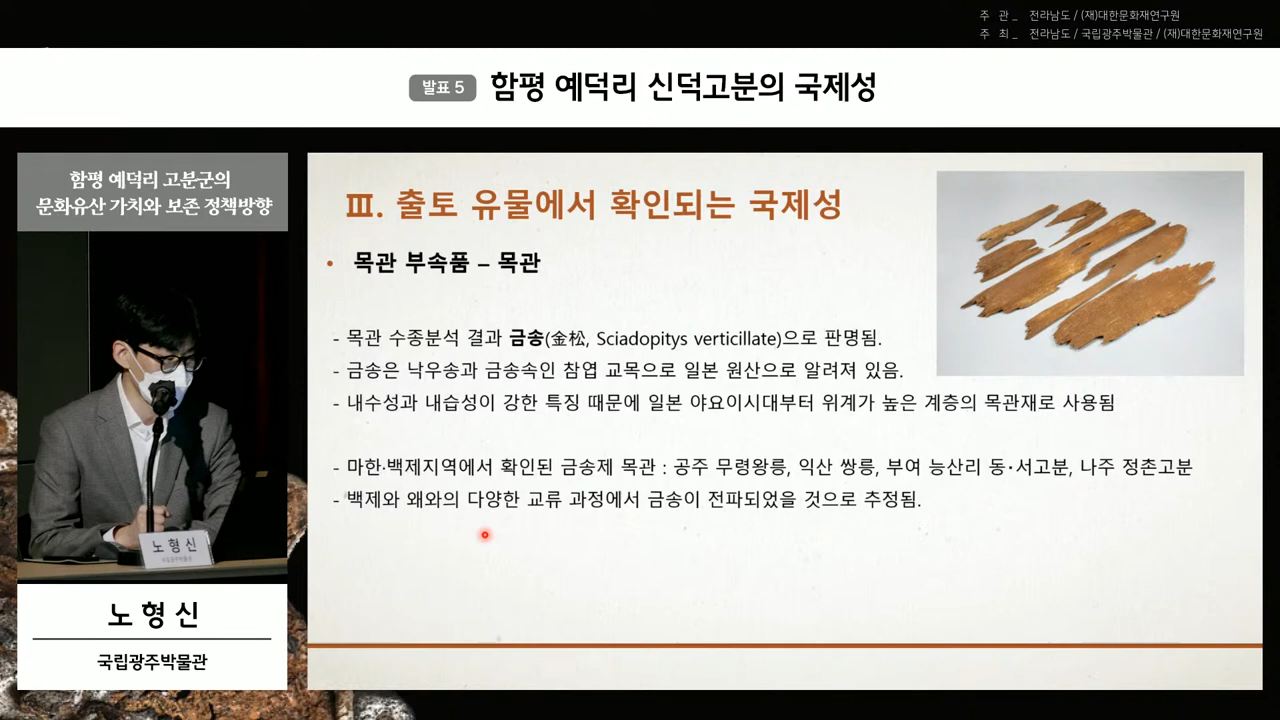 주 관 _ 전라남도 / (재)대한문화재연구원
주 최 _ 전라남도 / 국립광주박물관 / (재)대한문화재연구원
발표 5 함평 예덕리 신덕고분의 국제성
함평 예덕리 고분군의
문화유산 가치와 보존 정책방향
Ⅲ. 출토 유물에서 확인되는 국제성
• 목관 부속품 – 목관
- 목관 수종분석 결과 금송(金松, Sciadopitys verticillate)으로 판명됨.
- 금송은 낙우송과 금송속인 침엽 교목으로 일본 원산으로 알려져 있음.
- 내수성과 내습성이 강한 특징 때문에 일본 야요이시대부터 위계가 높은 계층의 목관재로 사용됨
- 마한·백제지역에서 확인된 금송제 목관 : 공주 무령왕릉, 익산 쌍릉, 부여 능산리 동·서고분, 나주 정촌고분
- 백제와 왜와의 다양한 교류 과정에서 금송이 전파되었을 것으로 추정됨.
노 형 신
국립광주박물관
노 형 신
국립광주박물관